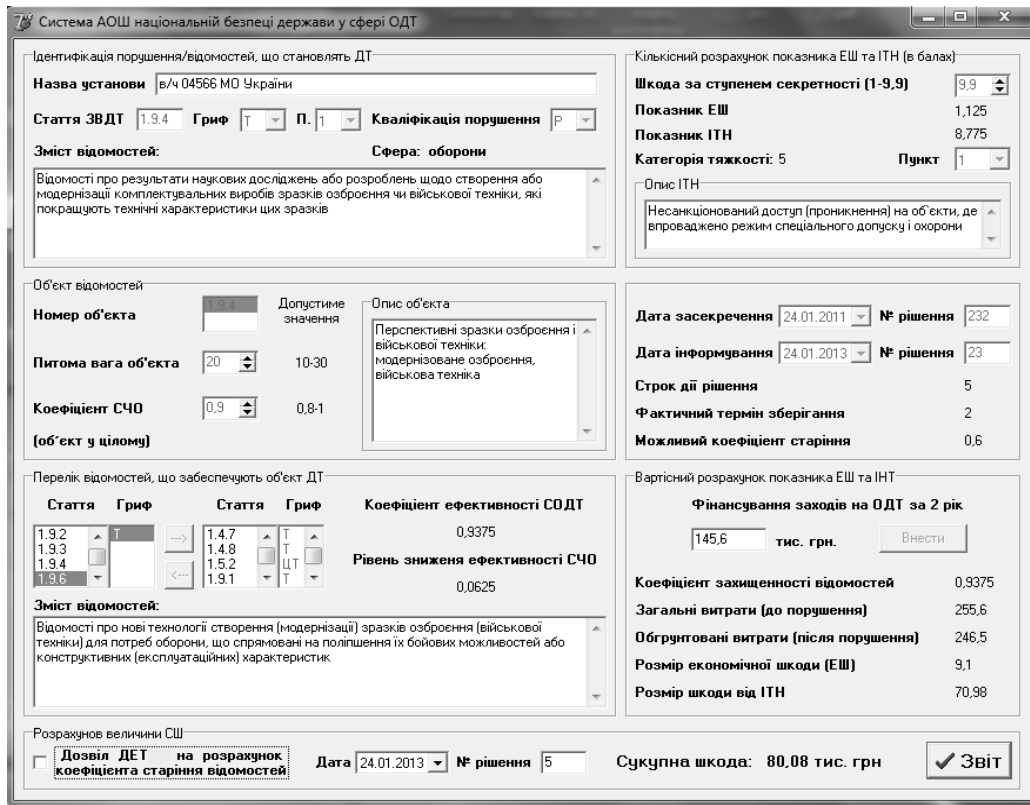 Система АОШ національній безпеці держави у сфері ОДТ
Ідентифікація порушення/відомостей, що становлять ДТ
Назва установи в/ч 04566 МО України
Стаття ЗВДТ 1.9.4 Гриф Т П. 1 Кваліфікація порушення Р
Зміст відомостей: Сфера: оборони
Відомості про результати наукових досліджень або розроблень щодо створення або
модернізації комплектувальних виробів зразків озброєння чи військової техніки, які
покращують технічні характеристики цих зразків
Кількісний розрахунок показника ЕШ та ІТН (в балах)
Шкода за ступенем секретності (1-9,9) 9,9
Показник ЕШ 1,125
Показник ІТН 8,775
Категорія тяжкості: 5 Пункт 1
Опис ІТН
Несанкціонований доступ (проникнення) на об`єкти, де
впроваджено режим спеціального допуску і охорони
Об'єкт відомостей
Номер об'єкта 1.9.4 Допустиме
значення
Питома вага об'єкта 20 10-30
Коефіцієнт СЧО 0,9 0,8-1
(об'єкт у цілому)
Опис об'єкта
Перспективні зразки озброєння і
військової техніки:
модернізоване озброєння,
військова техніка
Дата засекречення 24.01.2011 № рішення 232
Дата інформування 24.01.2013 № рішення 23
Строк дії рішення 5
Фактичний термін зберігання 2
Можливий коефіцієнт старіння 0,6
Перелік відомостей, що забеспечують об'єкт ДТ
Стаття Гриф Стаття Гриф Коефіцієнт ефективності СОДТ
1.9.2 Т ---> 1.4.7 Т 0,9375
1.9.3 1.4.8 Т
1.9.4 1.5.2 ЦТ Рівень зниженя ефективності СЧО
1.9.6 <--- 1.9.1 Т 0,0625
Зміст відомостей:
Відомості про нові технології створення (модернізації) зразків озброєння (військової
техніки) для потреб оборони, що спрямовані на поліпшення їх бойових можливостей або
конструктивних (експлуатаційних) характеристик
Вартісний розрахунок показника ЕШ та ІНТ
Фінансування заходів на ОДТ за 2 рік
145,6 тис. грн. Внести
Коефіцієнт захищенності відомостей 0,9375
Загальні витрати (до порушення) 255,6
Обгрунтовані витрати (після порушення) 246,5
Розмір економічної шкоди (ЕШ) 9,1
Розмір шкоди від ІТН 70,98
Розрахунов величини СШ
Дозвіл ДЕТ на розрахунок
коефіцієнта старіння відомостей
Дата 24.01.2013 № рішення 5 Сукупна шкода: 80,08 тис. грн Звіт